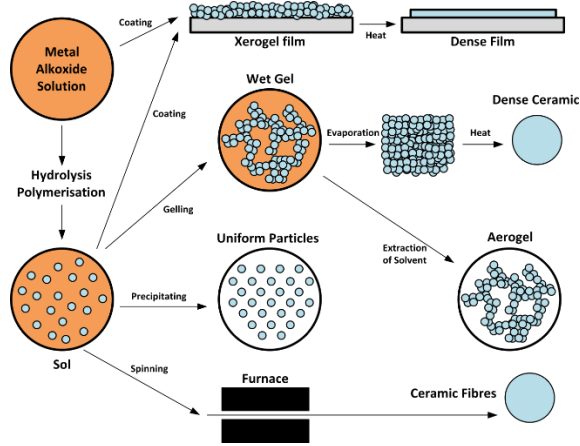 Coating
Metal
Alkoxide
Solution
Xerogel film
Heat
Dense Film
Coating
Wet Gel
Dense Ceramic
Evaporation
Heat
Hydrolysis
Polymerisation
Gelling
Uniform Particles
Extraction
of Solvent
Aerogel
Precipitating
Sol
Spinning
Furnace
Ceramic Fibres